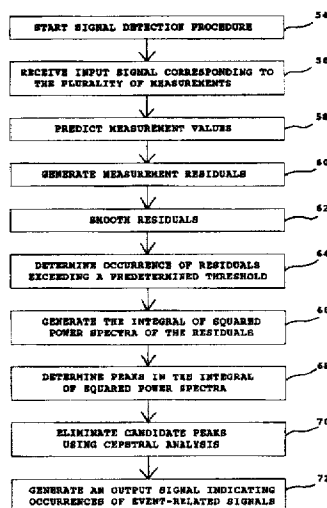 START SIGNAL DETECTION PROCEDURE
54
RECEIVE INPUT SIGNAL CORRESPONDING TO
THE PLURALITY OF MEASUREMENTS
56
PREDICT MEASUREMENT VALUES
58
GENERATE MEASUREMENT RESIDUALS
60
SMOOTH RESIDUALS
62
DETERMINE OCCURRENCE OF RESIDUALS
EXCEEDING A PREDETERMINED THRESHOLD
64
GENERATE THE INTEGRAL OF SQUARED
POWER SPECTRA OF THE RESIDUALS
66
DETERMINE PEAKS IN THE INTEGRAL
OF SQUARED POWER SPECTRA
68
ELIMINATE CANDIDATE PEAKS
USING CEPSTRAL ANALYSIS
70
GENERATE AN OUTPUT SIGNAL INDICATING
OCCURRENCES OF EVENT-RELATED SIGNALS
72